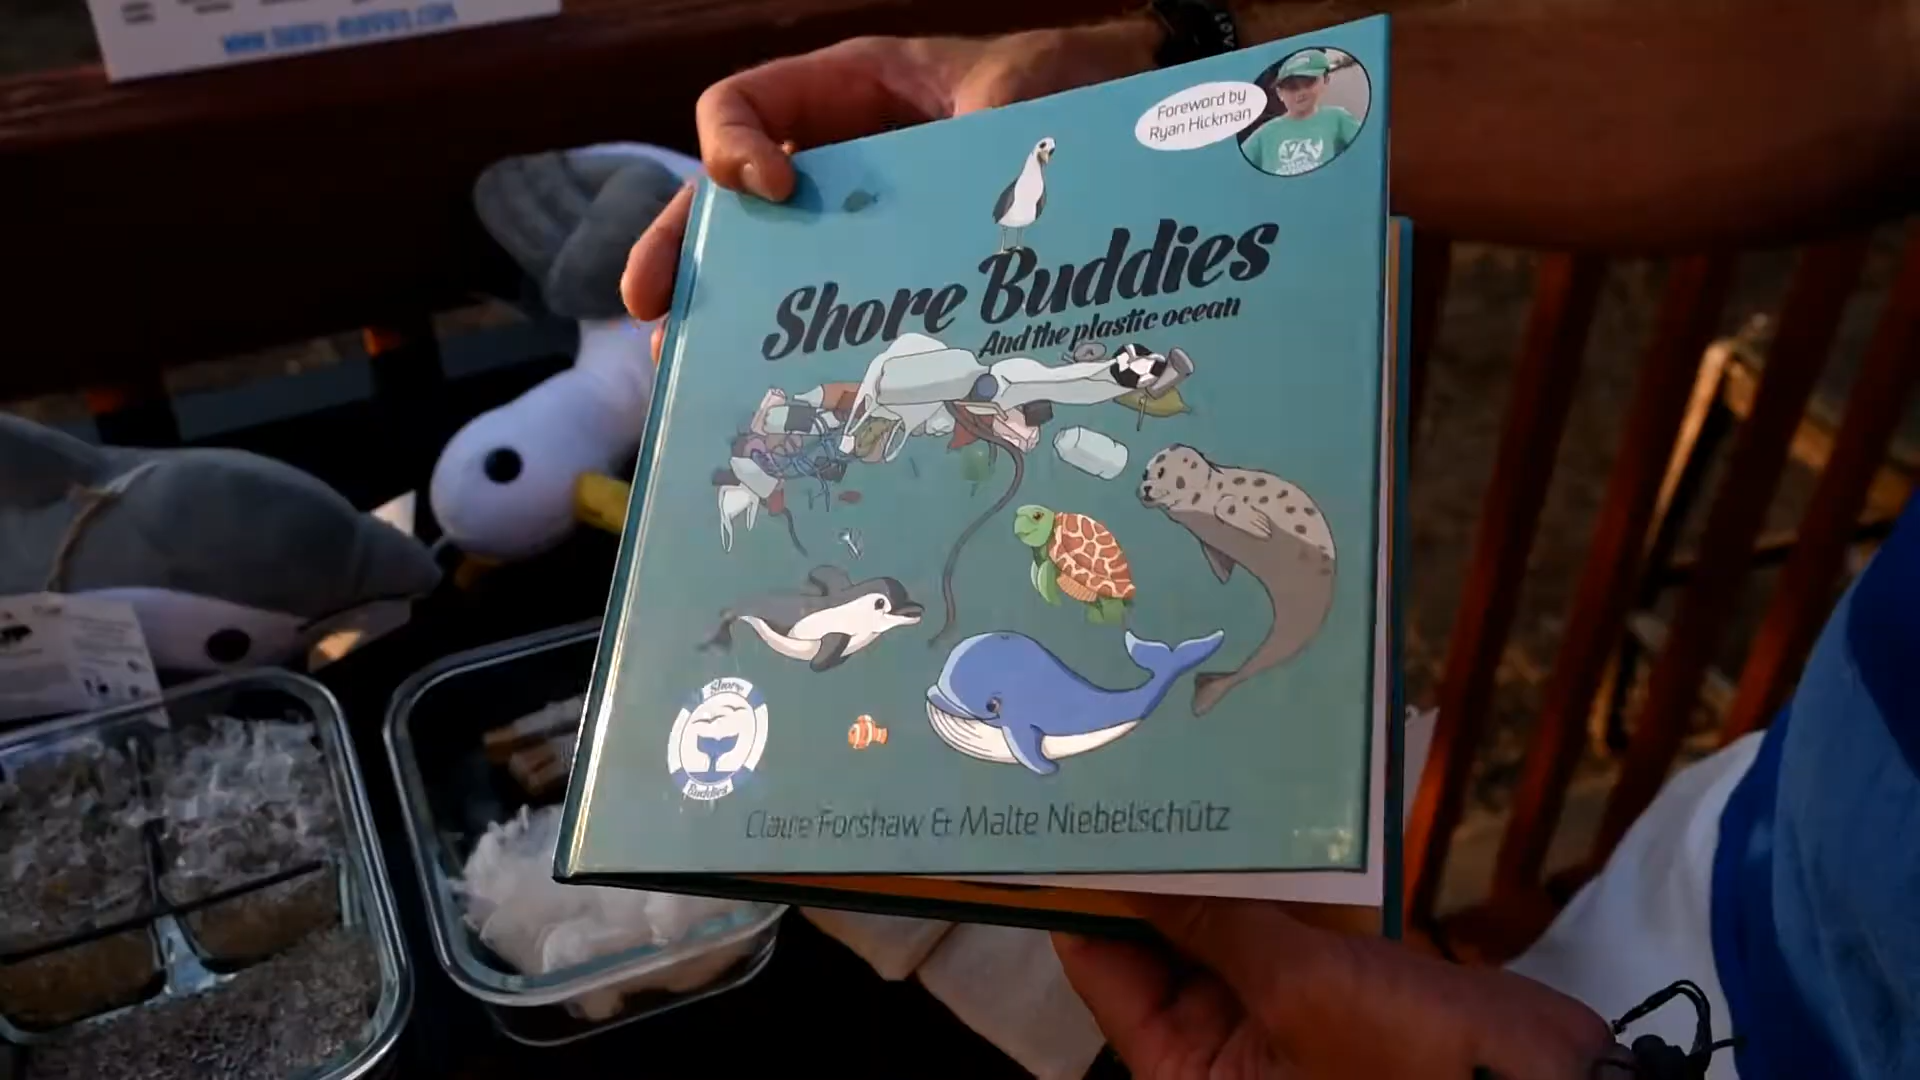 Foreword by
Ryan Hickman
Shore Buddies
And the plastic ocean
Shore
Buddies
Claire Forshaw & Malte Niebelschütz